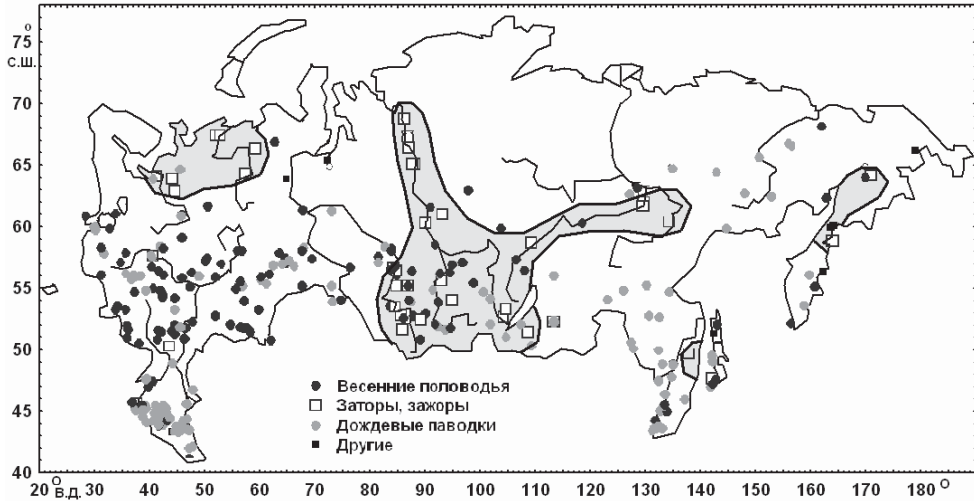 75
° с.ш.
70
65
60
55
50
45
40
Весенние половодья
Заторы, зажоры
Дождевые паводки
Другие
20 ° в.д. 30 40 50 60 70 80 90 100 110 120 130 140 150 160 170 180 °